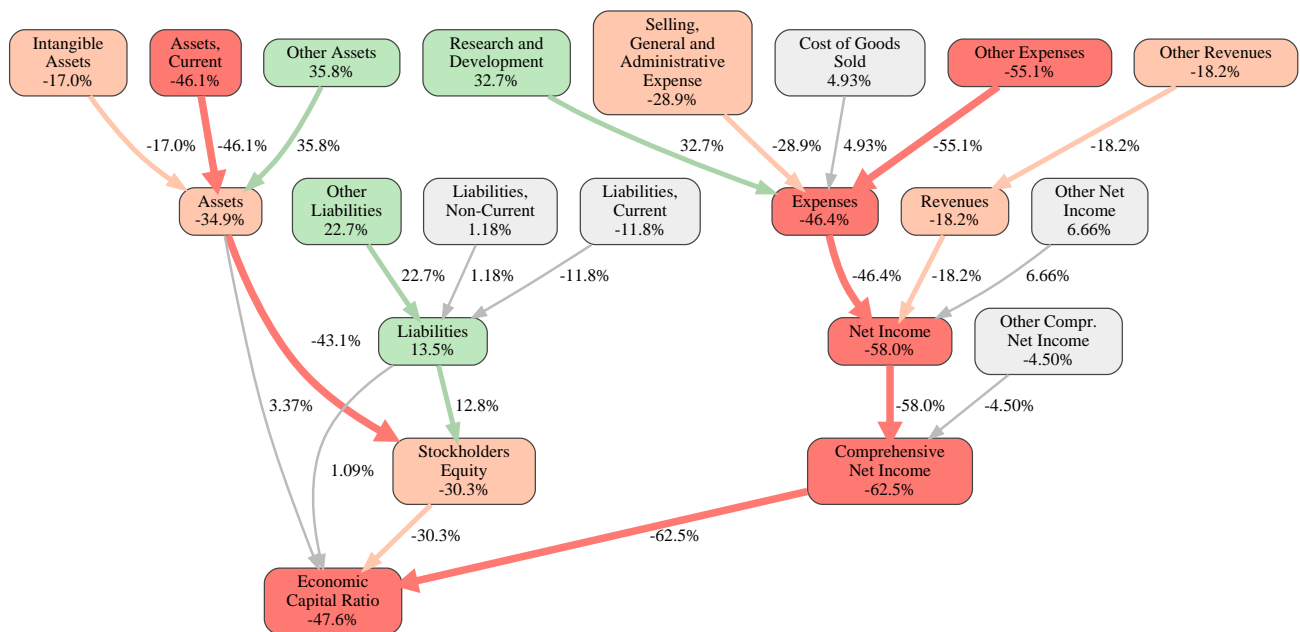 Intangible
Assets
-17.0%
Assets,
Current
-46.1%
Other Assets
35.8%
Research and
Development
32.7%
Selling,
General and
Administrative
Expense
-28.9%
Cost of Goods
Sold
4.93%
Other Expenses
-55.1%
Other Revenues
-18.2%
-17.0%
-46.1%
35.8%
32.7%
-28.9%
4.93%
-55.1%
-18.2%
Assets
-34.9%
Other
Liabilities
22.7%
Liabilities,
Non-Current
1.18%
Liabilities,
Current
-11.8%
Expenses
-46.4%
Revenues
-18.2%
Other Net
Income
6.66%
22.7%
1.18%
-11.8%
-46.4%
-18.2%
6.66%
-43.1%
Liabilities
13.5%
Net Income
-58.0%
Other Compr.
Net Income
-4.50%
3.37%
12.8%
-58.0%
-4.50%
1.09%
Stockholders
Equity
-30.3%
Comprehensive
Net Income
-62.5%
-30.3%
-62.5%
Economic
Capital Ratio
-47.6%